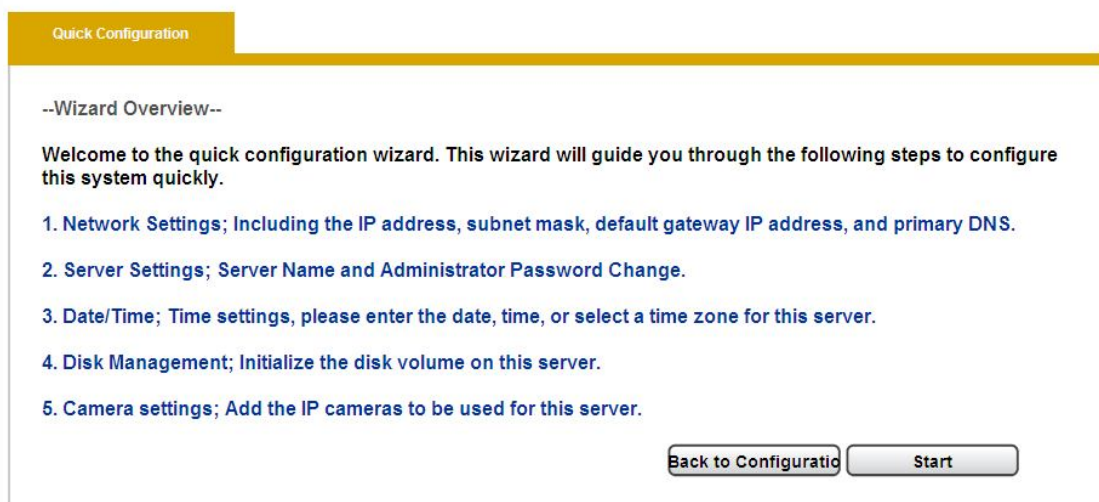 Quick Configuration
--Wizard Overview--
Welcome to the quick configuration wizard. This wizard will guide you through the following steps to configure
this system quickly.
1. Network Settings; Including the IP address, subnet mask, default gateway IP address, and primary DNS.
2. Server Settings; Server Name and Administrator Password Change.
3. Date/Time; Time settings, please enter the date, time, or select a time zone for this server.
4. Disk Management; Initialize the disk volume on this server.
5. Camera settings; Add the IP cameras to be used for this server.
Back to Configuratio Start